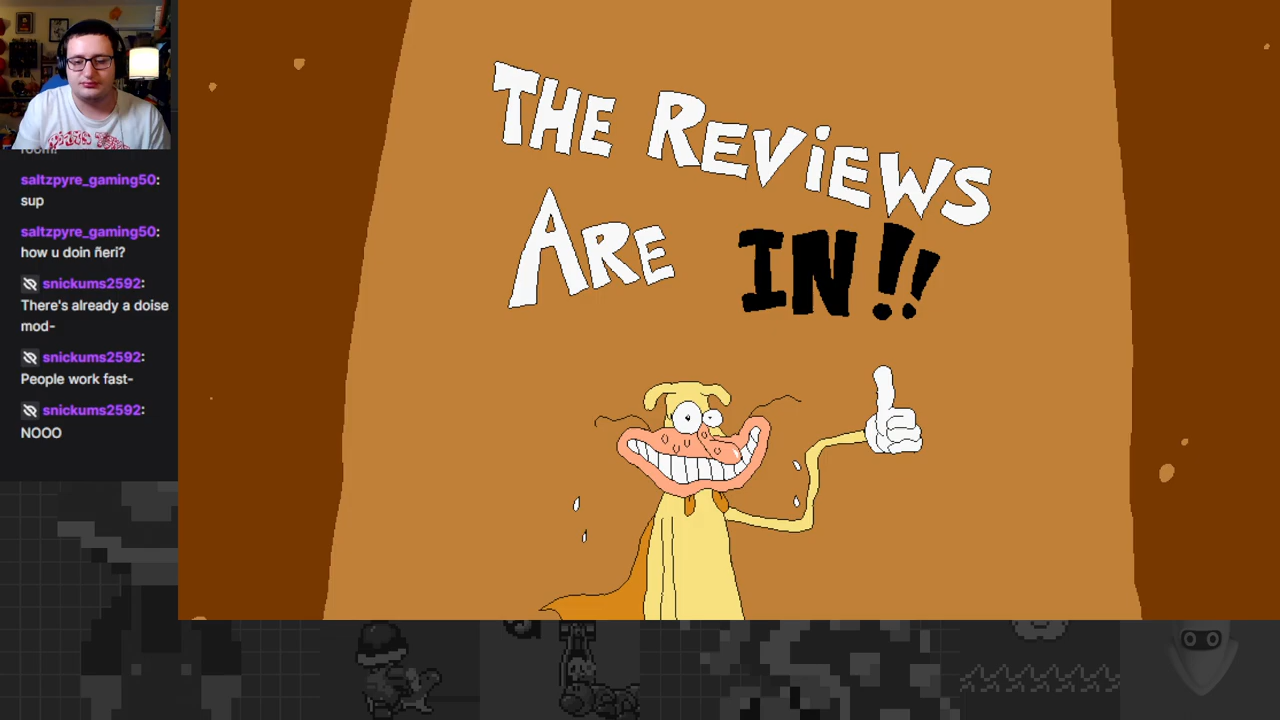 THE REVIEWS
ARE IN!!
room?
saltzpyre_gaming50:
sup
saltzpyre_gaming50:
how u doin ñeri?
snickums2592:
There's already a doise
mod-
snickums2592:
People work fast-
snickums2592:
NOOO